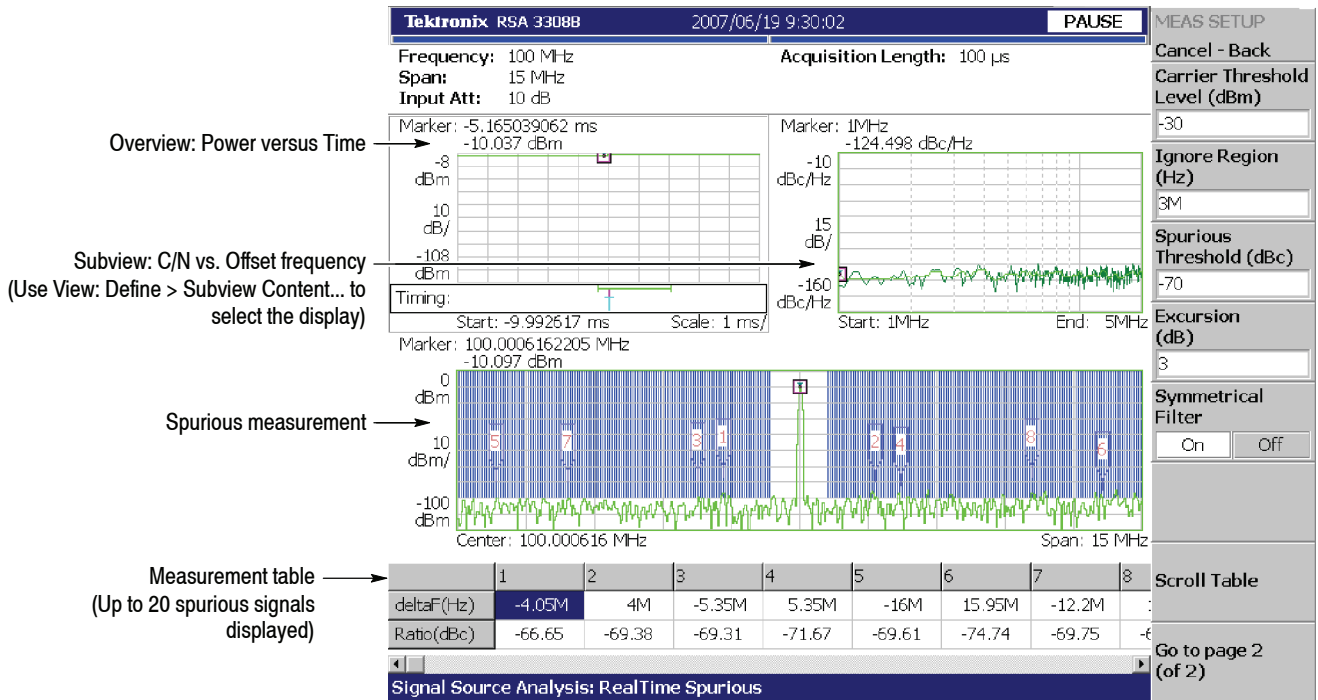 Tektronix RSA 3308B 2007/06/19 9:30:02 PAUSE
Frequency: 100 MHz
Span: 15 MHz
Input Att: 10 dB
Acquisition Length: 100 µs
Overview: Power versus Time
Marker: -5.165039062 ms
-10.037 dBm
-8
dBm
10
dB/
-108
dBm
Timing:
Start: -9.992617 ms Scale: 1 ms/
Subview: C/N vs. Offset frequency
(Use View: Define > Subview Content... to
select the display)
Marker: 1MHz
-124.498 dBc/Hz
-10
dBc/Hz
15
dB/
-160
dBc/Hz
Start: 1MHz End: 5MHz
Spurious measurement
Marker: 100.0006162205 MHz
-10.097 dBm
0
dBm
10
dBm/
-100
dBm
5 7 3 1 2 4 8 6
Center: 100.000616 MHz Span: 15 MHz
Measurement table
(Up to 20 spurious signals
displayed)
1 2 3 4 5 6 7 8
deltaF(Hz) -4.05M 4M -5.35M 5.35M -16M 15.95M -12.2M
Ratio(dBc) -66.65 -69.38 -69.31 -71.67 -69.61 -74.74 -69.75
Signal Source Analysis: RealTime Spurious
MEAS SETUP
Cancel - Back
Carrier Threshold
Level (dBm)
-30
Ignore Region
(Hz)
3M
Spurious
Threshold (dBc)
-70
Excursion
(dB)
3
Symmetrical
Filter
On Off
Scroll Table
Go to page 2
(of 2)